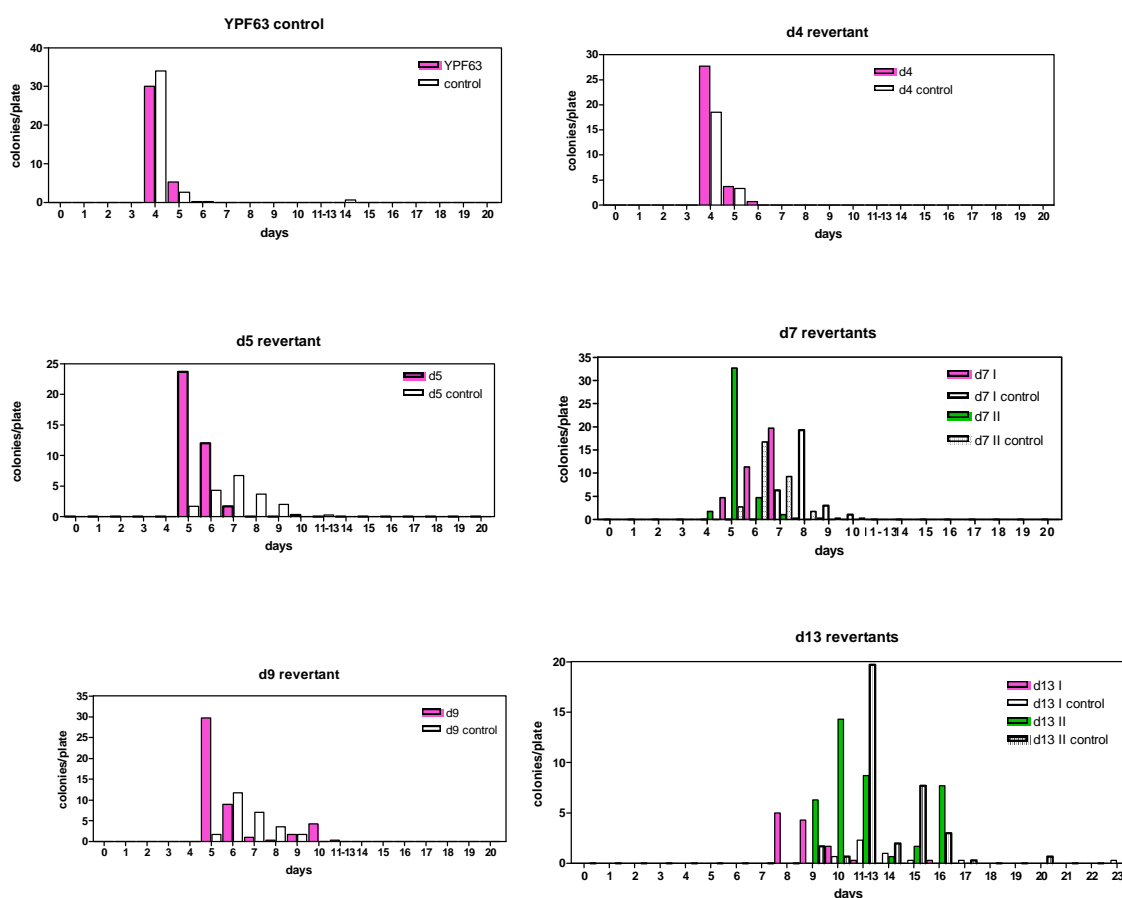 YPF63 control
40
30
20
10
0
colonies/plate
YPF63
control
0 1 2 3 4 5 6 7 8 9 10 11-13 14 15 16 17 18 19 20
days
d4 revertant
30
25
20
15
10
5
0
colonies/plate
d4
d4 control
0 1 2 3 4 5 6 7 8 9 10 11-13 14 15 16 17 18 19 20
days
d5 revertant
25
20
15
10
5
0
colonies/plate
d5
d5 control
0 1 2 3 4 5 6 7 8 9 10 11-13 14 15 16 17 18 19 20
days
d7 revertants
35
30
25
20
15
10
5
0
colonies/plate
d7 I
d7 I control
d7 II
d7 II control
0 1 2 3 4 5 6 7 8 9 10 11-13 14 15 16 17 18 19 20
days
d9 revertant
35
30
25
20
15
10
5
0
colonies/plate
d9
d9 control
0 1 2 3 4 5 6 7 8 9 10 11-13 14 15 16 17 18 19 20
days
d13 revertants
20
15
10
5
0
colonies/plate
d13 I
d13 I control
d13 II
d13 II control
0 1 2 3 4 5 6 7 8 9 10 11-13 14 15 16 17 18 19 20 21 22 23
days